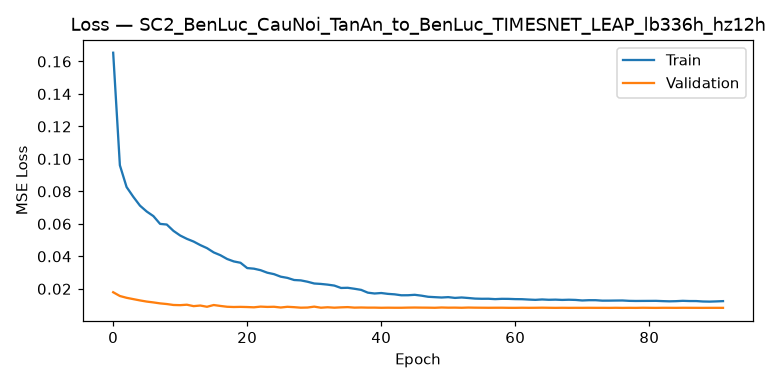 Loss — SC2_BenLuc_CauNoi_TanAn_to_BenLuc_TIMESNET_LEAP_lb336h_hz12h
Train
Validation
MSE Loss
0.16
0.14
0.12
0.10
0.08
0.06
0.04
0.02
0
20
40
60
80
Epoch